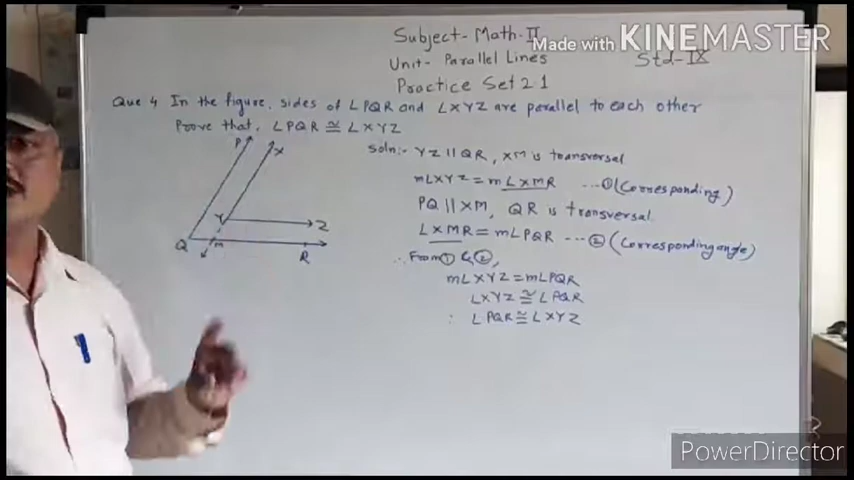 Subject- Math-II
Made with KINEMASTER
Unit- Parallel Lines
Std-IX
Practice Set 2.1
Que 4 In the figure, sides of ∠PQR and ∠XYZ are parallel to each other
Prove that, ∠PQR ≅ ∠XYZ
P
X
Y
Z
Q
M
R
Soln:- YZ || QR, XM is transversal
m∠XYZ = m∠XMR ---① (Corresponding)
PQ || XM, QR is transversal
∠XMR = m∠PQR ---② (Corresponding angle)
∴ From ① & ②,
m∠XYZ = m∠PQR
∠XYZ ≅ ∠PQR
∴ ∠PQR ≅ ∠XYZ
PowerDirector